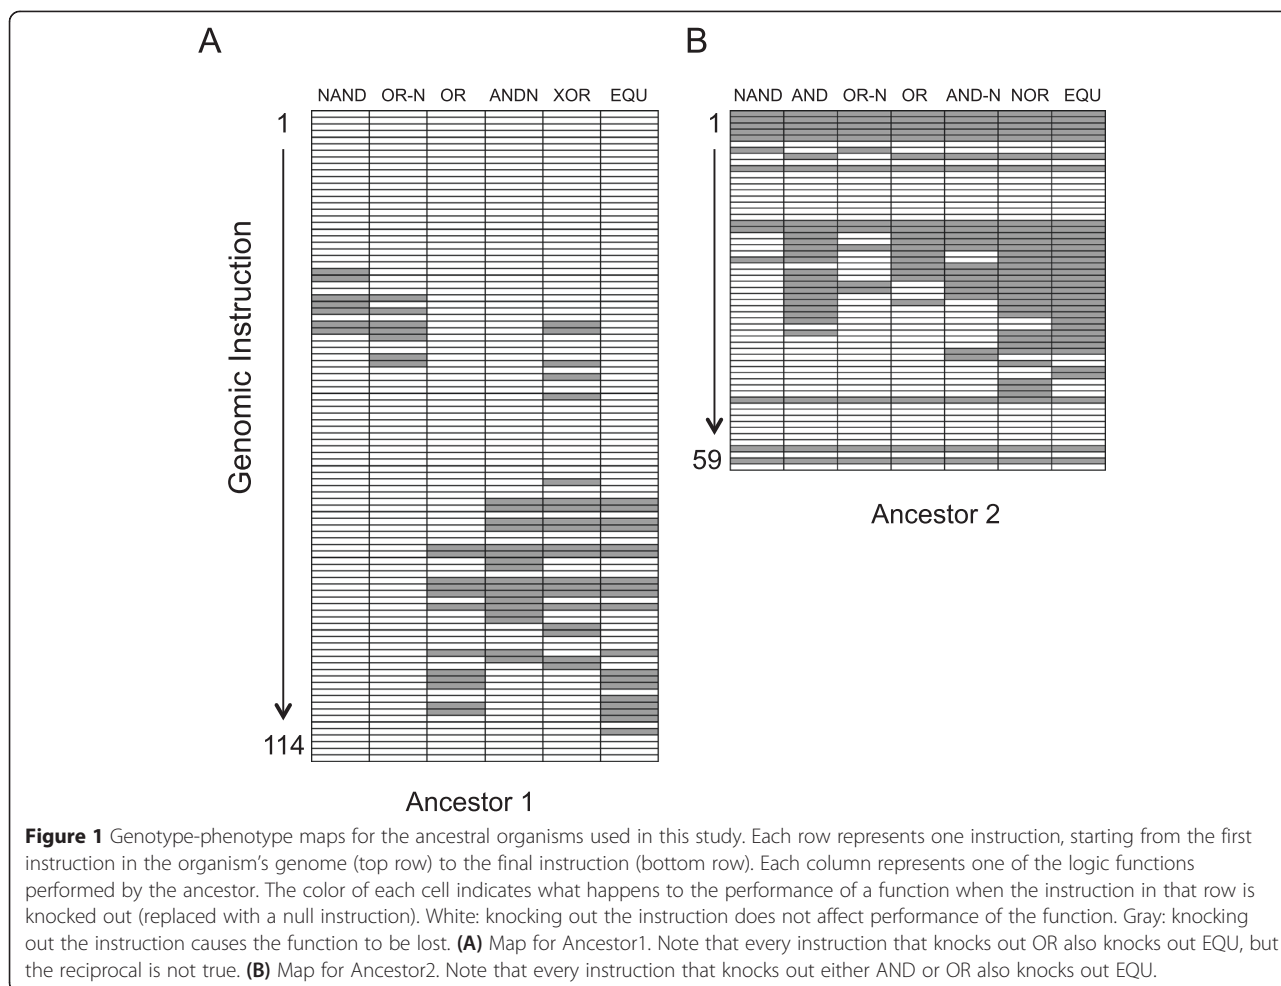 A
B
NAND OR-N OR ANDN XOR EQU
NAND AND OR-N OR AND-N NOR EQU
1
1
Genomic Instruction
59
Ancestor 2
114
Ancestor 1
Figure 1 Genotype-phenotype maps for the ancestral organisms used in this study. Each row represents one instruction, starting from the first
instruction in the organism's genome (top row) to the final instruction (bottom row). Each column represents one of the logic functions
performed by the ancestor. The color of each cell indicates what happens to the performance of a function when the instruction in that row is
knocked out (replaced with a null instruction). White: knocking out the instruction does not affect performance of the function. Gray: knocking
out the instruction causes the function to be lost. (A) Map for Ancestor1. Note that every instruction that knocks out OR also knocks out EQU, but
the reciprocal is not true. (B) Map for Ancestor2. Note that every instruction that knocks out either AND or OR also knocks out EQU.